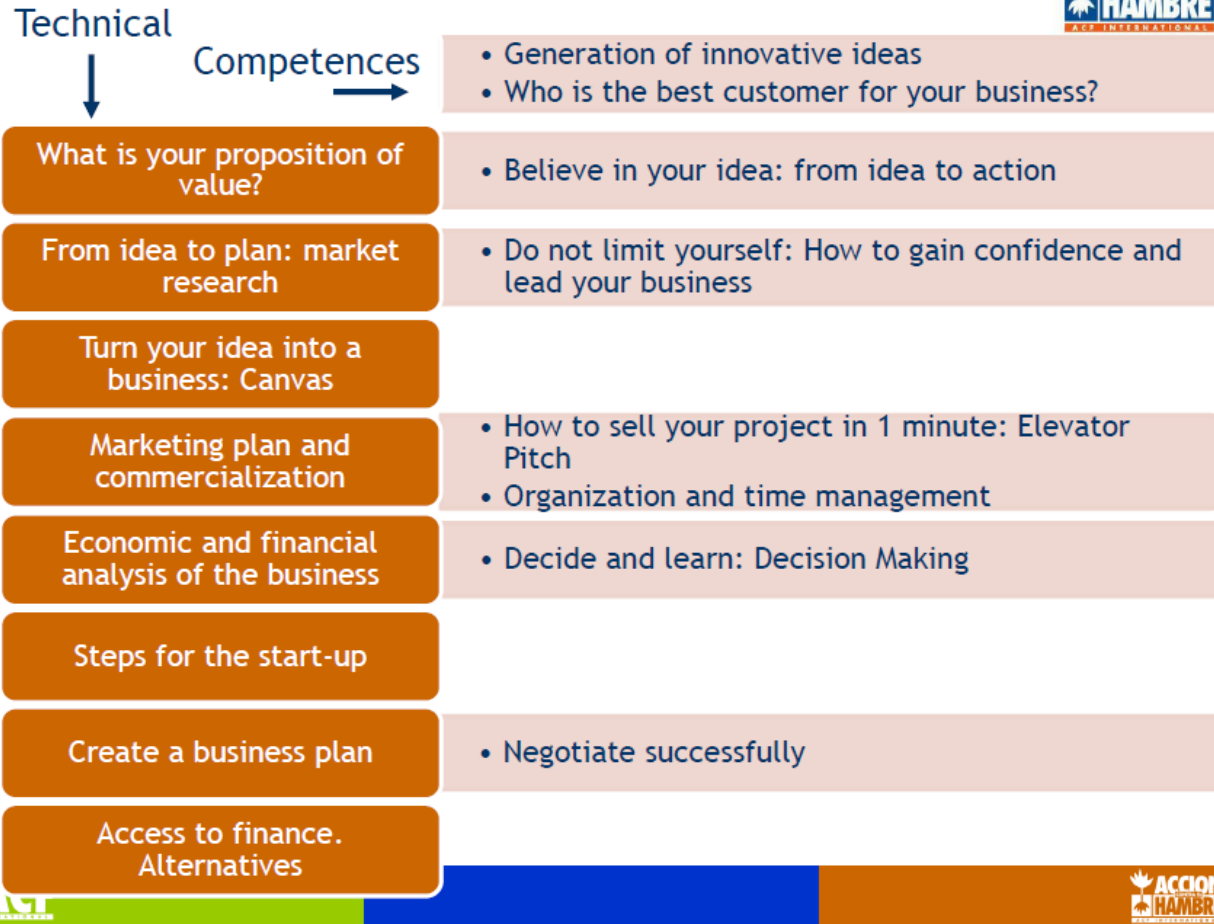 HAMBRE
ACF INTERNATIONAL
Technical
Competences
• Generation of innovative ideas
• Who is the best customer for your business?
What is your proposition of
value?
• Believe in your idea: from idea to action
From idea to plan: market
research
• Do not limit yourself: How to gain confidence and
lead your business
Turn your idea into a
business: Canvas
Marketing plan and
commercialization
• How to sell your project in 1 minute: Elevator
Pitch
• Organization and time management
Economic and financial
analysis of the business
• Decide and learn: Decision Making
Steps for the start-up
Create a business plan
• Negotiate successfully
Access to finance.
Alternatives
ACCION
HAMBR